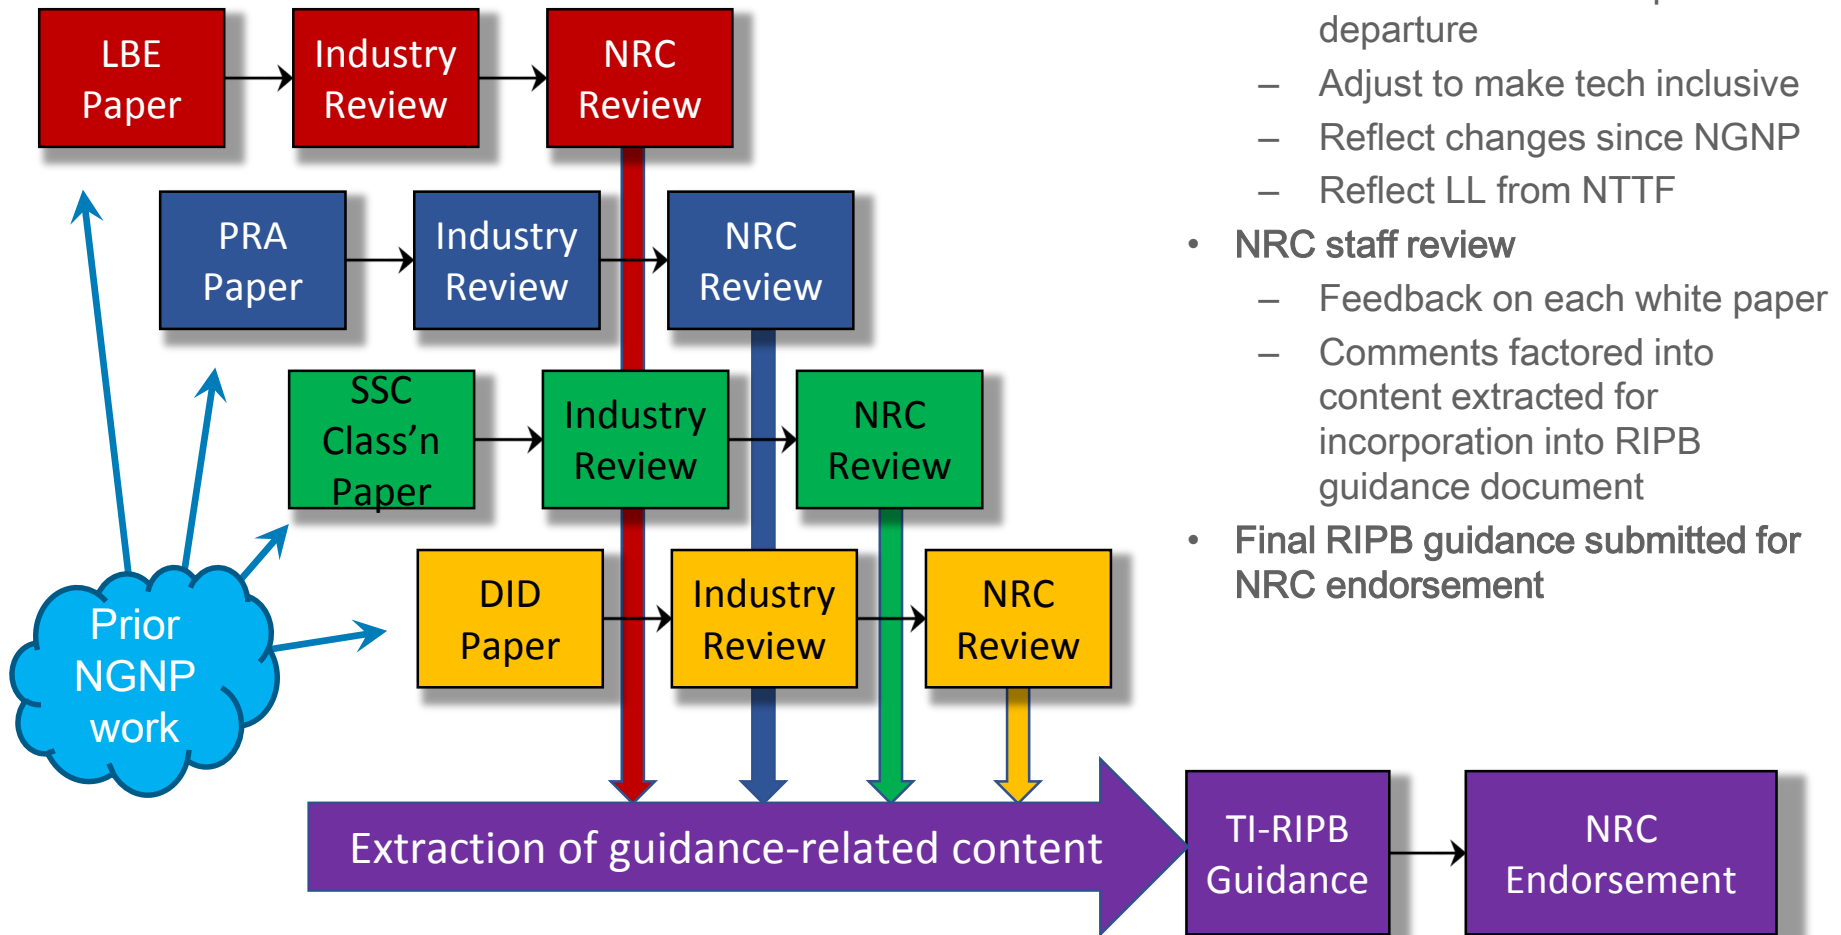 LBE
Paper
Industry
Review
NRC
Review
PRA
Paper
Industry
Review
NRC
Review
SSC
Class’n
Paper
Industry
Review
NRC
Review
DID
Paper
Industry
Review
NRC
Review
Prior
NGNP
work
Extraction of guidance-related content
TI-RIPB
Guidance
NRC
Endorsement
departure
– Adjust to make tech inclusive
– Reflect changes since NGNP
– Reflect LL from NTTF
• NRC staff review
– Feedback on each white paper
– Comments factored into
content extracted for
incorporation into RIPB
guidance document
• Final RIPB guidance submitted for
NRC endorsement